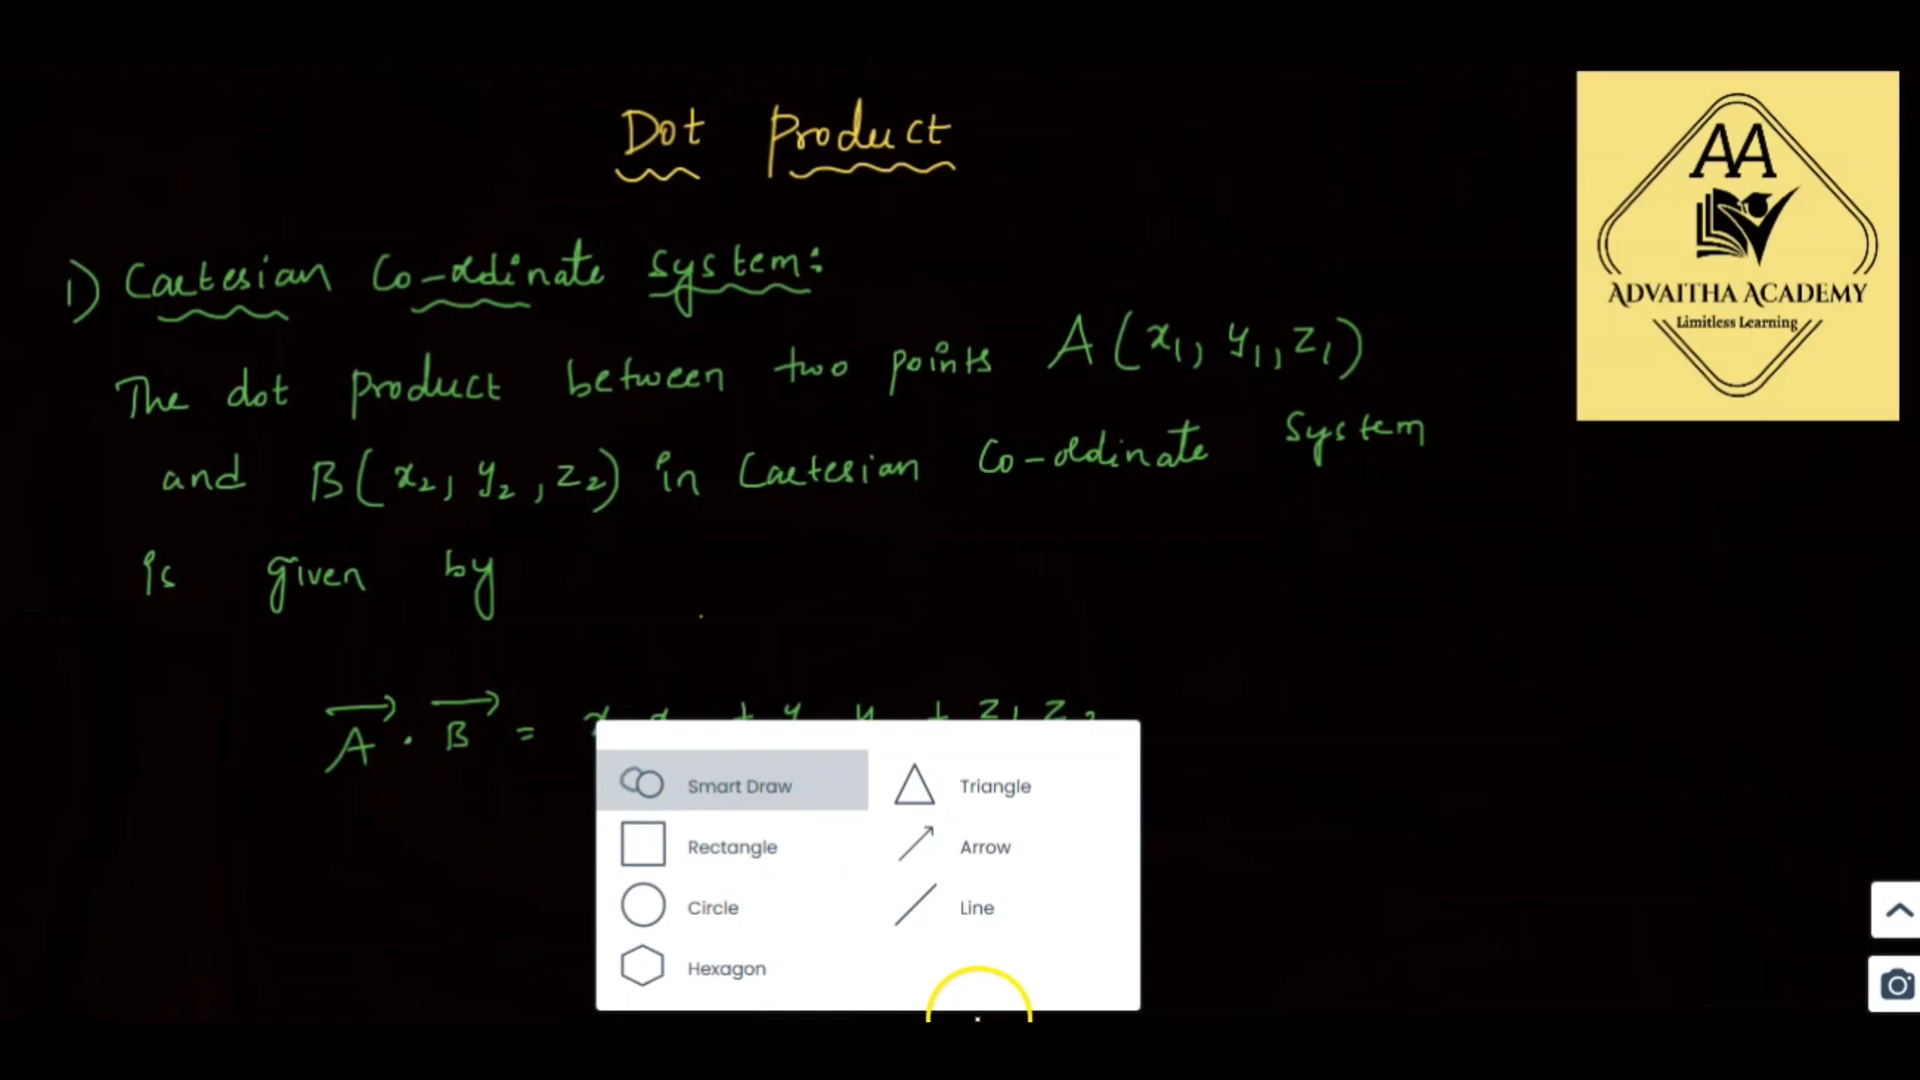 Dot Product
AA
ADVAITHA ACADEMY
Limitless Learning
1) Cartesian Co-ordinate system:
The dot product between two points A(x₁, y₁, z₁)
and B(x₂, y₂, z₂) in Cartesian Co-ordinate system
is given by
A⃗ . B⃗ =
Smart Draw
Triangle
Rectangle
Arrow
Circle
Line
Hexagon